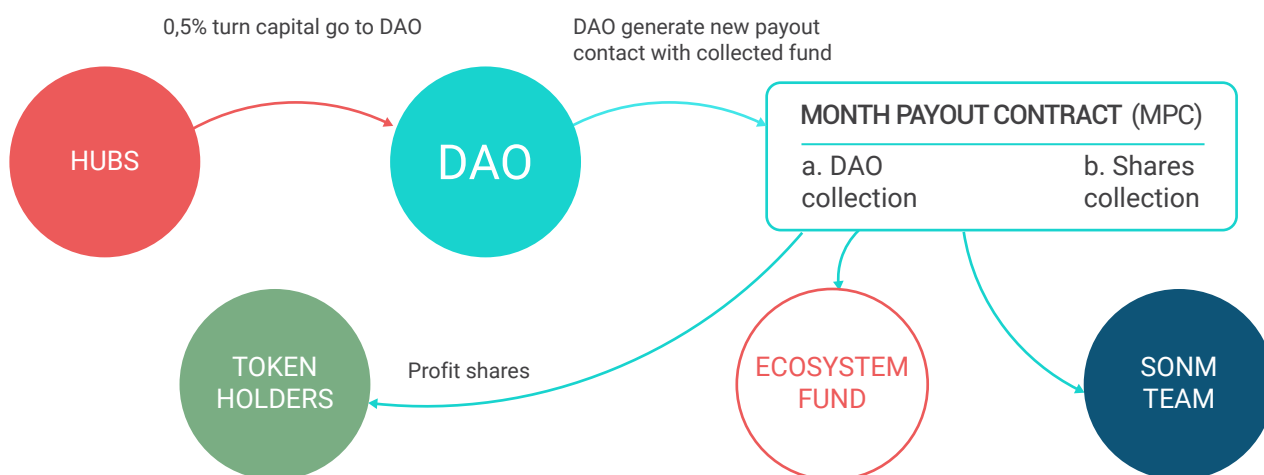 0,5% turn capital go to DAO
DAO generate new payout
contact with collected fund
HUBS
DAO
MONTH PAYOUT CONTRACT (MPC)
a. DAO
collection
b. Shares
collection
TOKEN
HOLDERS
Profit shares
ECOSYSTEM
FUND
SONM
TEAM